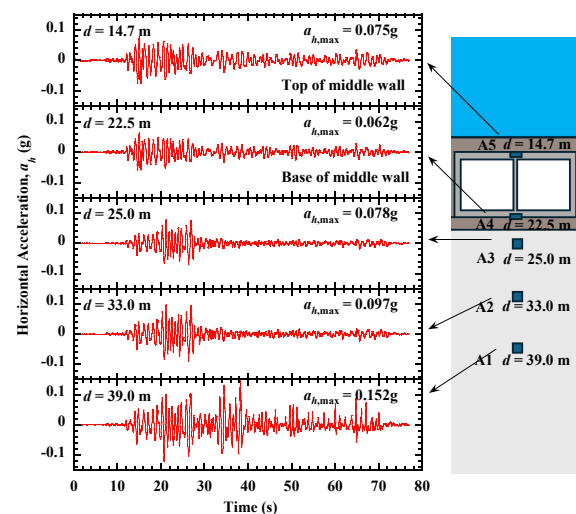 Horizontal Acceleration, a_h (g)
0.1
0
-0.1
d = 14.7 m
a_h,max = 0.075g
Top of middle wall
0.1
0
-0.1
d = 22.5 m
a_h,max = 0.062g
Base of middle wall
0.1
0
-0.1
d = 25.0 m
a_h,max = 0.078g
0.1
0
-0.1
d = 33.0 m
a_h,max = 0.097g
0.1
0
-0.1
d = 39.0 m
a_h,max = 0.152g
0 10 20 30 40 50 60 70 80
Time (s)
A5 d = 14.7 m
A4 d = 22.5 m
A3 d = 25.0 m
A2 d = 33.0 m
A1 d = 39.0 m